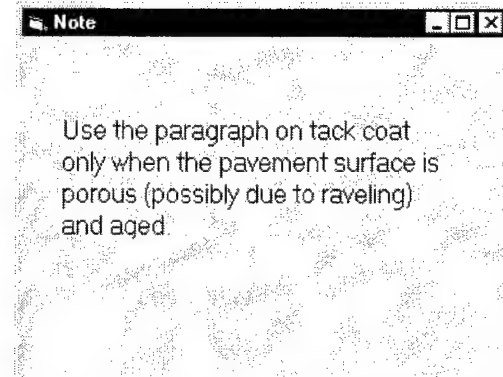 Note
Use the paragraph on tack coat
only when the pavement surface is
porous (possibly due to raveling)
and aged.